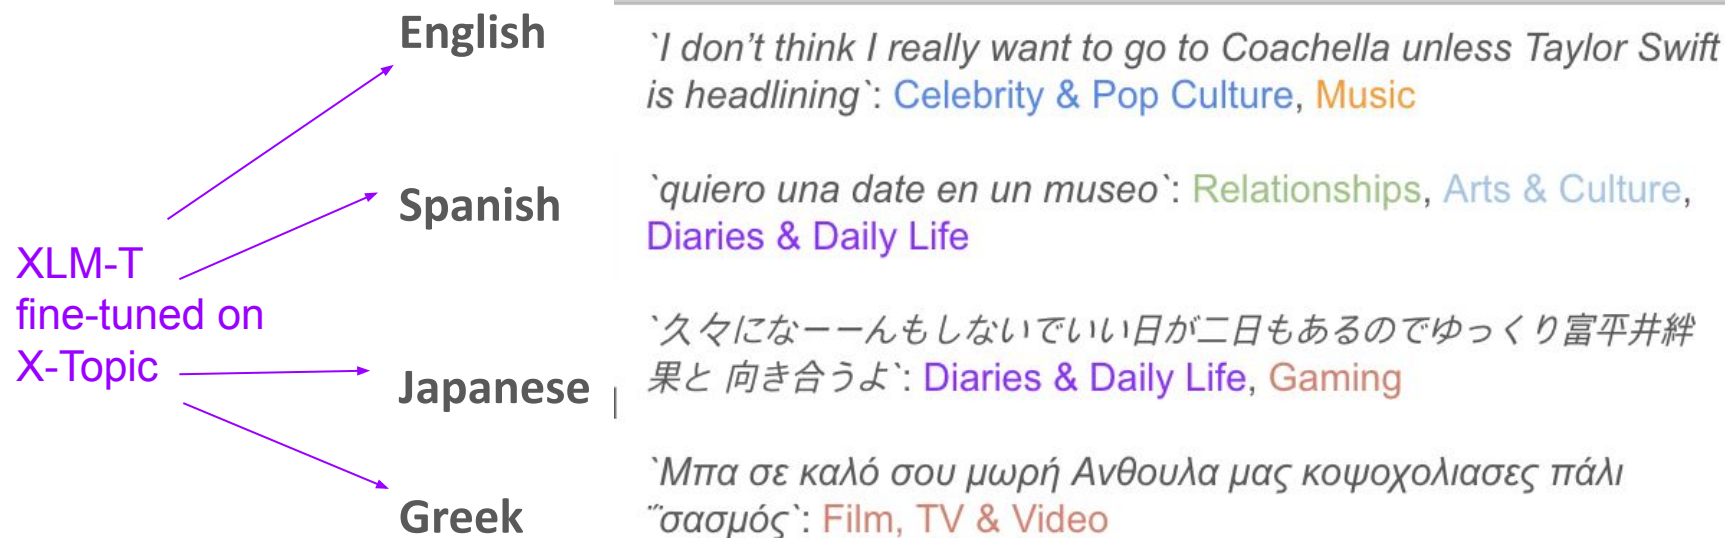 English
`I don't think I really want to go to Coachella unless Taylor Swift
is headlining`: Celebrity & Pop Culture, Music
Spanish
`quiero una date en un museo`: Relationships, Arts & Culture,
Diaries & Daily Life
XLM-T
fine-tuned on
X-Topic
Japanese
`久々になーーんもしないでいい日が二日もあるのでゆっくり富平井絆
果と 向き合うよ`: Diaries & Daily Life, Gaming
Greek
`Μπα σε καλό σου μωρή Ανθουλα μας κοψοχολιασες πάλι
¨σασμός`: Film, TV & Video